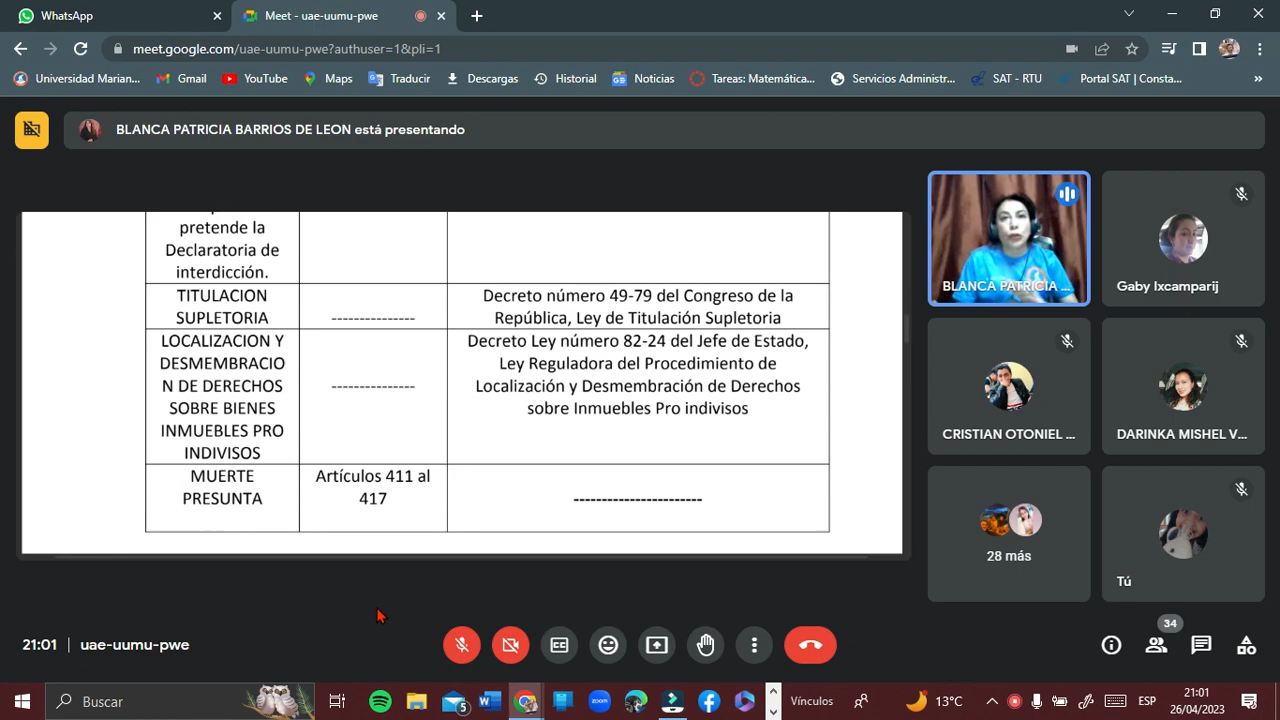 WhatsApp
Meet - uae-uumu-pwe
meet.google.com/uae-uumu-pwe?authuser=1&pli=1
Universidad Marian...
Gmail
YouTube
Maps
Traducir
Descargas
Historial
Noticias
Tareas: Matemática...
Servicios Administr...
SAT - RTU
Portal SAT | Consta...
»
BLANCA PATRICIA BARRIOS DE LEON está presentando
pretende la
Declaratoria de
interdicción.
TITULACION
SUPLETORIA
---------------
Decreto número 49-79 del Congreso de la
República, Ley de Titulación Supletoria
LOCALIZACION Y
DESMEMBRACIO
N DE DERECHOS
SOBRE BIENES
INMUEBLES PRO
INDIVISOS
---------------
Decreto Ley número 82-24 del Jefe de Estado,
Ley Reguladora del Procedimiento de
Localización y Desmembración de Derechos
sobre Inmuebles Pro indivisos
MUERTE
PRESUNTA
Artículos 411 al
417
-----------------------
BLANCA PATRICIA ...
Gaby Ixcamparij
CRISTIAN OTONIEL ...
DARINKA MISHEL V...
28 más
Tú
21:01 | uae-uumu-pwe
34
Buscar
5
Vínculos
13°C
ESP
21:01
26/04/2023